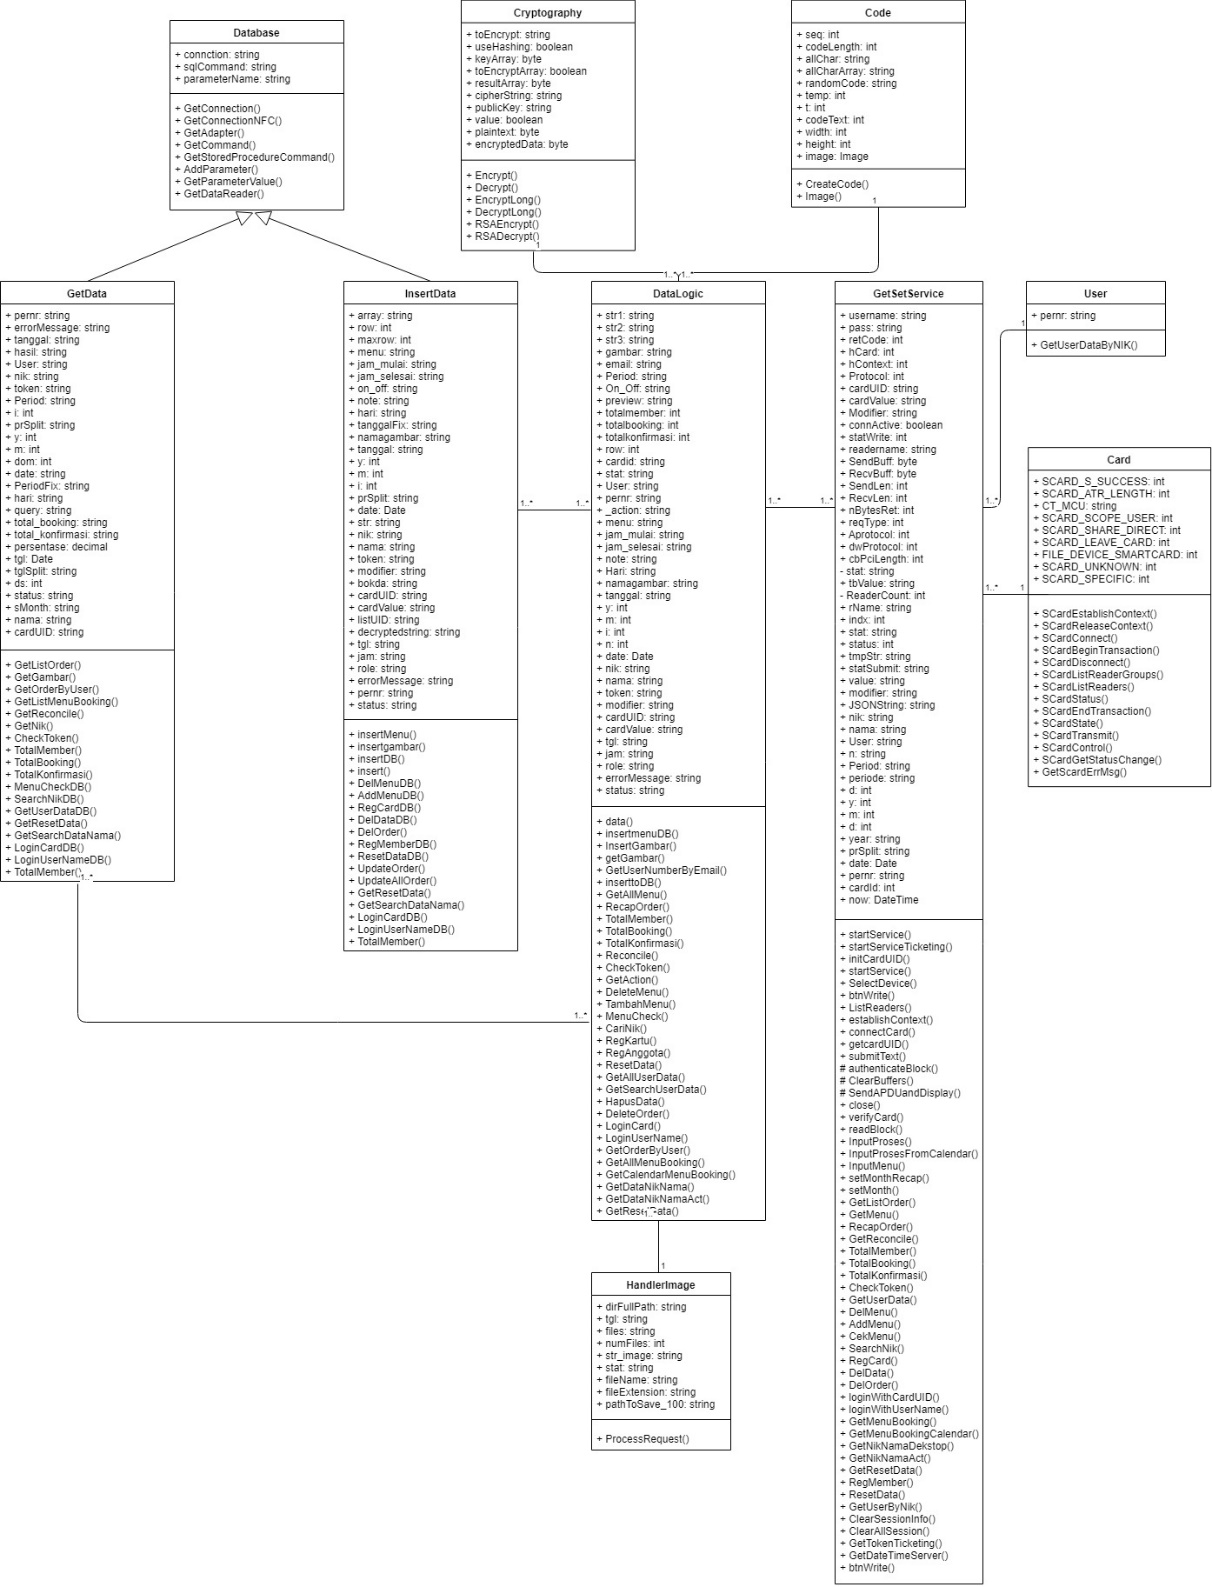 Database
+ connction: string
+ sqlCommand: string
+ parameterName: string
+ GetConnection()
+ GetConnectionNFC()
+ GetAdapter()
+ GetCommand()
+ GetStoredProcedureCommand()
+ AddParameter()
+ GetParameterValue()
+ GetDataReader()
Cryptography
+ toEncrypt: string
+ useHashing: boolean
+ keyArray: byte
+ toEncryptArray: boolean
+ resultArray: byte
+ cipherString: string
+ publicKey: string
+ value: boolean
+ plaintext: byte
+ encryptedData: byte
+ Encrypt()
+ Decrypt()
+ EncryptLong()
+ DecryptLong()
+ RSAEncrypt()
+ RSADecrypt()
1
Code
+ seq: int
+ codeLength: int
+ allChar: string
+ allCharArray: string
+ randomCode: string
+ temp: int
+ t: int
+ codeText: int
+ width: int
+ height: int
+ image: Image
+ CreateCode()
+ Image()
1
1..*
1..*
GetData
+ pernr: string
+ errorMessage: string
+ tanggal: string
+ hasil: string
+ User: string
+ nik: string
+ token: string
+ Period: string
+ i: int
+ prSplit: string
+ y: int
+ m: int
+ dom: int
+ date: string
+ PeriodFix: string
+ hari: string
+ query: string
+ total_booking: string
+ total_konfirmasi: string
+ persentase: decimal
+ tgl: Date
+ tglSplit: string
+ ds: int
+ status: string
+ sMonth: string
+ nama: string
+ cardUID: string
+ GetListOrder()
+ GetGambar()
+ GetOrderByUser()
+ GetListMenuBooking()
+ GetReconcile()
+ GetNik()
+ CheckToken()
+ TotalMember()
+ TotalBooking()
+ TotalKonfirmasi()
+ MenuCheckDB()
+ SearchNikDB()
+ GetUserDataDB()
+ GetResetData()
+ GetSearchDataNama()
+ LoginCardDB()
+ LoginUserNameDB()
+ TotalMember()
1..*
1..*
InsertData
+ array: string
+ row: int
+ maxrow: int
+ menu: string
+ jam_mulai: string
+ jam_selesai: string
+ on_off: string
+ note: string
+ hari: string
+ tanggalFix: string
+ namagambar: string
+ tanggal: string
+ y: int
+ m: int
+ i: int
+ prSplit: string
+ date: Date
+ str: string
+ nik: string
+ nama: string
+ token: string
+ modifier: string
+ bokda: string
+ cardUID: string
+ cardValue: string
+ listUID: string
+ decryptedstring: string
+ tgl: string
+ jam: string
+ role: string
+ errorMessage: string
+ pernr: string
+ status: string
+ insertMenu()
+ insertgambar()
+ insertDB()
+ insert()
+ DelMenuDB()
+ AddMenuDB()
+ RegCardDB()
+ DelDataDB()
+ DelOrder()
+ RegMemberDB()
+ ResetDataDB()
+ UpdateOrder()
+ UpdateAllOrder()
+ GetResetData()
+ GetSearchDataNama()
+ LoginCardDB()
+ LoginUserNameDB()
+ TotalMember()
1..*
1..*
DataLogic
+ str1: string
+ str2: string
+ str3: string
+ gambar: string
+ email: string
+ Period: string
+ On_Off: string
+ preview: string
+ totalmember: int
+ totalbooking: int
+ totalkonfirmasi: int
+ row: int
+ cardid: string
+ stat: string
+ User: string
+ pernr: string
+ _action: string
+ menu: string
+ jam_mulai: string
+ jam_selesai: string
+ note: string
+ Hari: string
+ namagambar: string
+ tanggal: string
+ y: int
+ m: int
+ i: int
+ n: int
+ date: Date
+ nik: string
+ nama: string
+ token: string
+ modifier: string
+ cardUID: string
+ cardValue: string
+ tgl: string
+ jam: string
+ role: string
+ errorMessage: string
+ status: string
+ data()
+ insertmenuDB()
+ InsertGambar()
+ getGambar()
+ GetUserNumberByEmail()
+ inserttoDB()
+ GetAllMenu()
+ RecapOrder()
+ TotalMember()
+ TotalBooking()
+ TotalKonfirmasi()
+ Reconcile()
+ CheckToken()
+ GetAction()
+ DeleteMenu()
+ TambahMenu()
+ MenuCheck()
+ CariNik()
+ RegKartu()
+ RegAnggota()
+ ResetData()
+ GetAllUserData()
+ GetSearchUserData()
+ HapusData()
+ DeleteOrder()
+ LoginCard()
+ LoginUserName()
+ GetOrderByUser()
+ GetAllMenuBooking()
+ GetCalendarMenuBooking()
+ GetDataNikNama()
+ GetDataNikNamaAct()
+ GetResetData()
1..*
1
1..*
1..*
GetSetService
+ username: string
+ pass: string
+ retCode: int
+ hCard: int
+ hContext: int
+ Protocol: int
+ cardUID: string
+ cardValue: string
+ Modifier: string
+ connActive: boolean
+ statWrite: int
+ readername: string
+ SendBuff: byte
+ RecvBuff: byte
+ SendLen: int
+ RecvLen: int
+ nBytesRet: int
+ reqType: int
+ Aprotocol: int
+ dwProtocol: int
+ cbPciLength: int
- stat: string
+ tbValue: string
- ReaderCount: int
+ rName: string
+ indx: int
+ stat: string
+ status: int
+ tmpStr: string
+ statSubmit: string
+ value: string
+ modifier: string
+ JSONString: string
+ nik: string
+ nama: string
+ User: string
+ n: string
+ Period: string
+ periode: string
+ d: int
+ y: int
+ m: int
+ d: int
+ year: string
+ prSplit: string
+ date: Date
+ pernr: string
+ cardId: int
+ now: DateTime
+ startService()
+ startServiceTicketing()
+ initCardUID()
+ startService()
+ SelectDevice()
+ btnWrite()
+ ListReaders()
+ establishContext()
+ connectCard()
+ getcardUID()
+ submitText()
# authenticateBlock()
# ClearBuffers()
# SendAPDUandDisplay()
+ close()
+ verifyCard()
+ readBlock()
+ InputProses()
+ InputProsesFromCalendar()
+ InputMenu()
+ setMonthRecap()
+ setMonth()
+ GetListOrder()
+ GetMenu()
+ RecapOrder()
+ GetReconcile()
+ TotalMember()
+ TotalBooking()
+ TotalKonfirmasi()
+ CheckToken()
+ GetUserData()
+ DelMenu()
+ AddMenu()
+ CekMenu()
+ SearchNik()
+ RegCard()
+ DelData()
+ DelOrder()
+ loginWithCardUID()
+ loginWithUserName()
+ GetMenuBooking()
+ GetMenuBookingCalendar()
+ GetNikNamaDekstop()
+ GetNikNamaAct()
+ GetResetData()
+ RegMember()
+ ResetData()
+ GetUserByNik()
+ ClearSessionInfo()
+ ClearAllSession()
+ GetTokenTicketing()
+ GetDateTimeServer()
+ btnWrite()
User
+ pernr: string
+ GetUserDataByNIK()
1
1..*
Card
+ SCARD_S_SUCCESS: int
+ SCARD_ATR_LENGTH: int
+ CT_MCU: string
+ SCARD_SCOPE_USER: int
+ SCARD_SHARE_DIRECT: int
+ SCARD_LEAVE_CARD: int
+ FILE_DEVICE_SMARTCARD: int
+ SCARD_UNKNOWN: int
+ SCARD_SPECIFIC: int
+ SCardEstablishContext()
+ SCardReleaseContext()
+ SCardConnect()
+ SCardBeginTransaction()
+ SCardDisconnect()
+ SCardListReaderGroups()
+ SCardListReaders()
+ SCardStatus()
+ SCardEndTransaction()
+ SCardState()
+ SCardTransmit()
+ SCardControl()
+ SCardGetStatusChange()
+ GetScardErrMsg()
1..*
1
HandlerImage
+ dirFullPath: string
+ tgl: string
+ files: string
+ numFiles: int
+ str_image: string
+ stat: string
+ fileName: string
+ fileExtension: string
+ pathToSave_100: string
+ ProcessRequest()